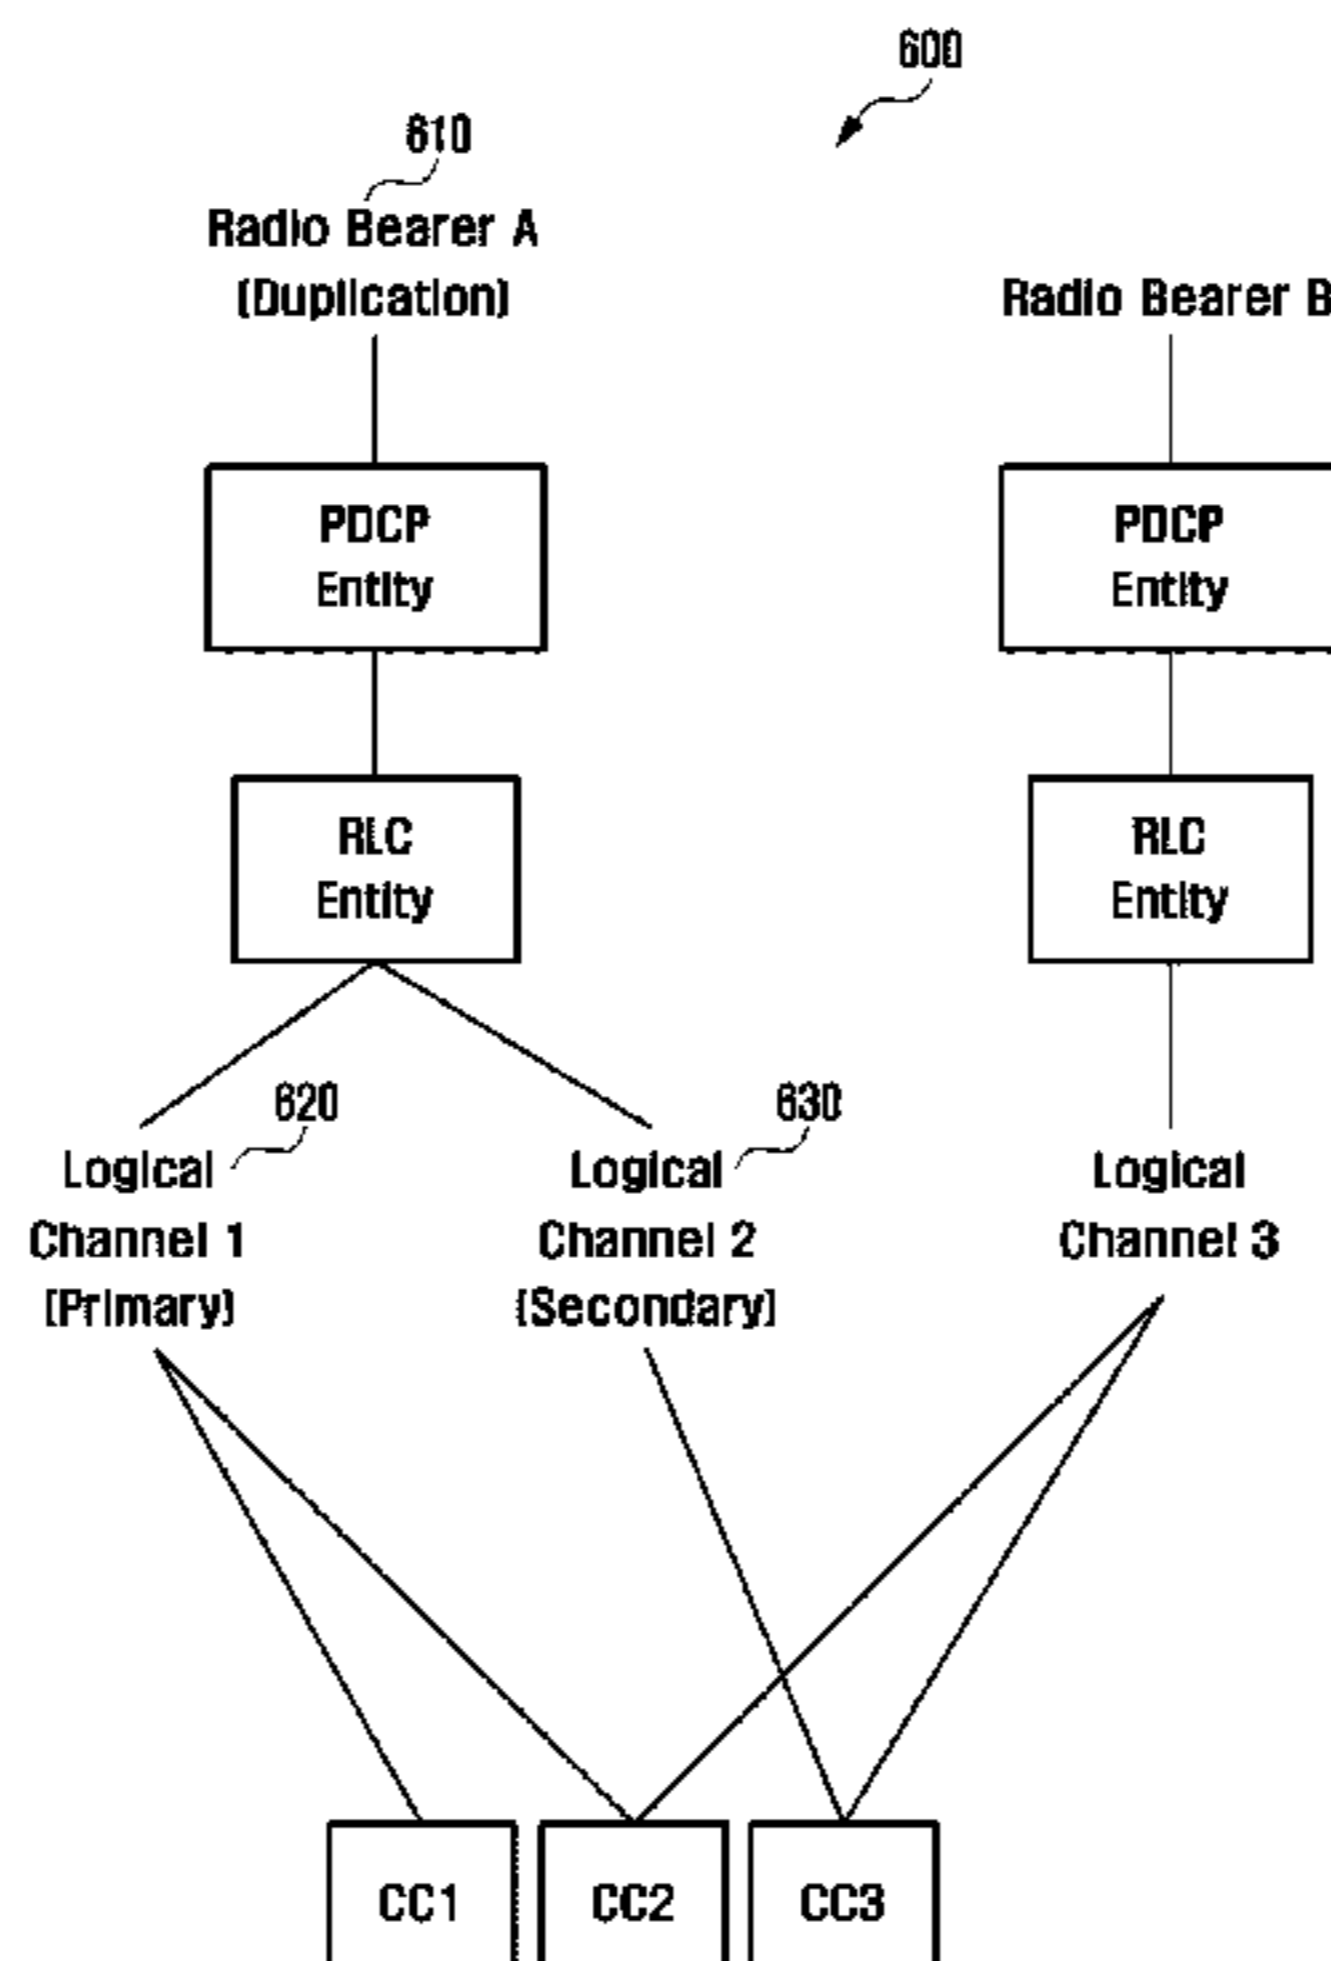 600
610
Radio Bearer A
(Duplication)
Radio Bearer B
PDCP
Entity
PDCP
Entity
RLC
Entity
RLC
Entity
620
630
Logical
Channel 1
(Primary)
Logical
Channel 2
(Secondary)
Logical
Channel 3
CC1
CC2
CC3